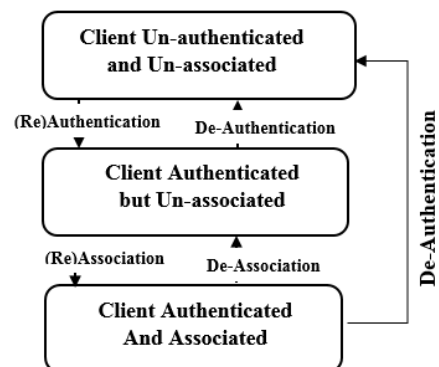 Client Un-authenticated
and Un-associated
(Re)Authentication
De-Authentication
Client Authenticated
but Un-associated
(Re)Association
De-Association
Client Authenticated
And Associated
De-Authentication